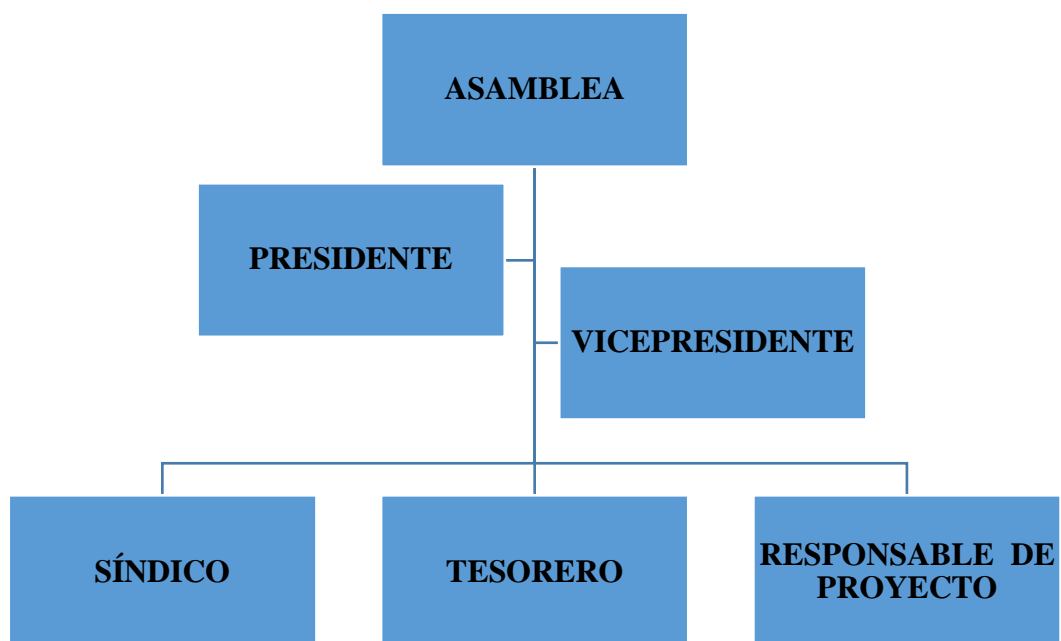 ASAMBLEA
PRESIDENTE
VICEPRESIDENTE
SÍNDICO
TESORERO
RESPONSABLE DE
PROYECTO